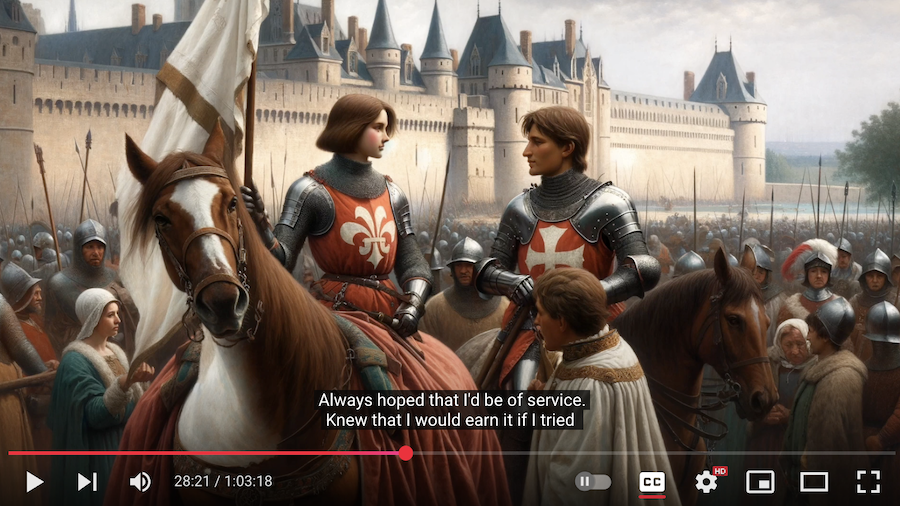 Always hoped that I'd be of service.
Knew that I would earn it if I tried
28:21 / 1:03:18
CC
HD